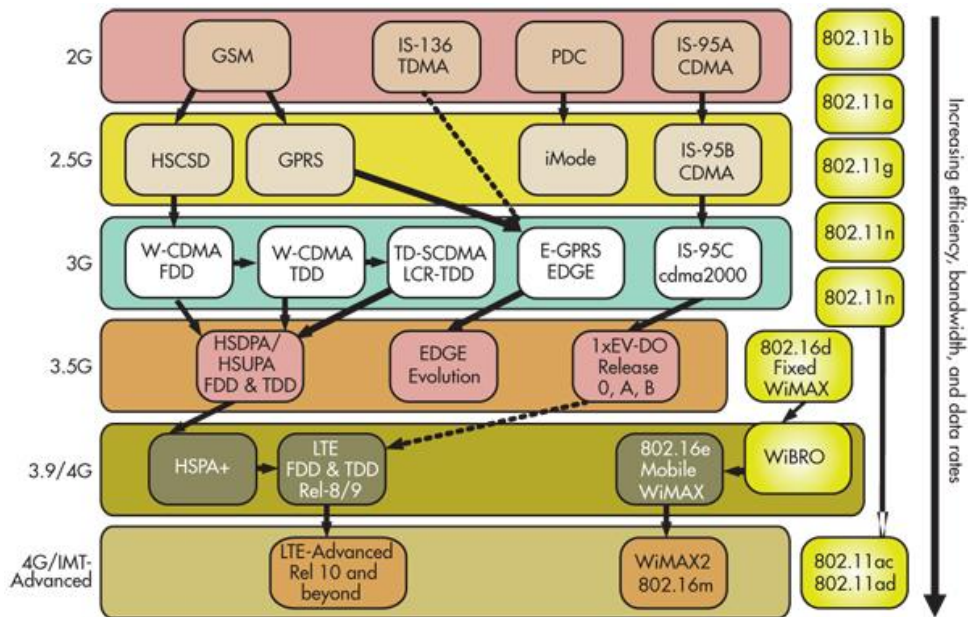 2G
GSM
IS-136
TDMA
PDC
IS-95A
CDMA
802.11b
802.11a
2.5G
HSCSD
GPRS
iMode
IS-95B
CDMA
802.11g
3G
W-CDMA
FDD
W-CDMA
TDD
TD-SCDMA
LCR-TDD
E-GPRS
EDGE
IS-95C
cdma2000
802.11n
802.11n
3.5G
HSDPA/
HSUPA
FDD & TDD
EDGE
Evolution
1xEV-DO
Release
0, A, B
802.16d
Fixed
WiMAX
3.9/4G
HSPA+
LTE
FDD & TDD
Rel-8/9
802.16e
Mobile
WiMAX
WiBRO
4G/IMT-
Advanced
LTE-Advanced
Rel 10 and
beyond
WiMAX2
802.16m
802.11ac
802.11ad
Increasing efficiency, bandwidth, and data rates